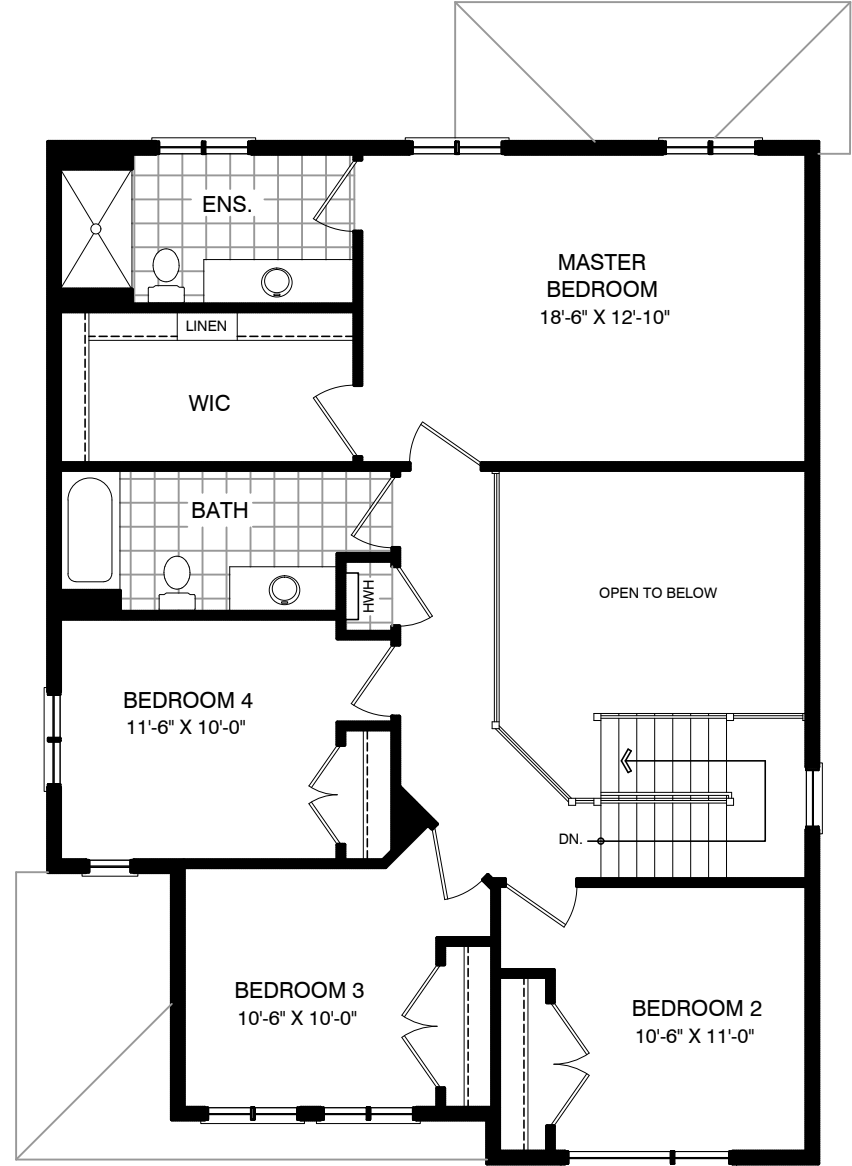 ENS.
MASTER
BEDROOM
18'-6" X 12'-10"
LINEN
WIC
BATH
HWH
OPEN TO BELOW
BEDROOM 4
11'-6" X 10'-0"
DN.
BEDROOM 3
10'-6" X 10'-0"
BEDROOM 2
10'-6" X 11'-0"